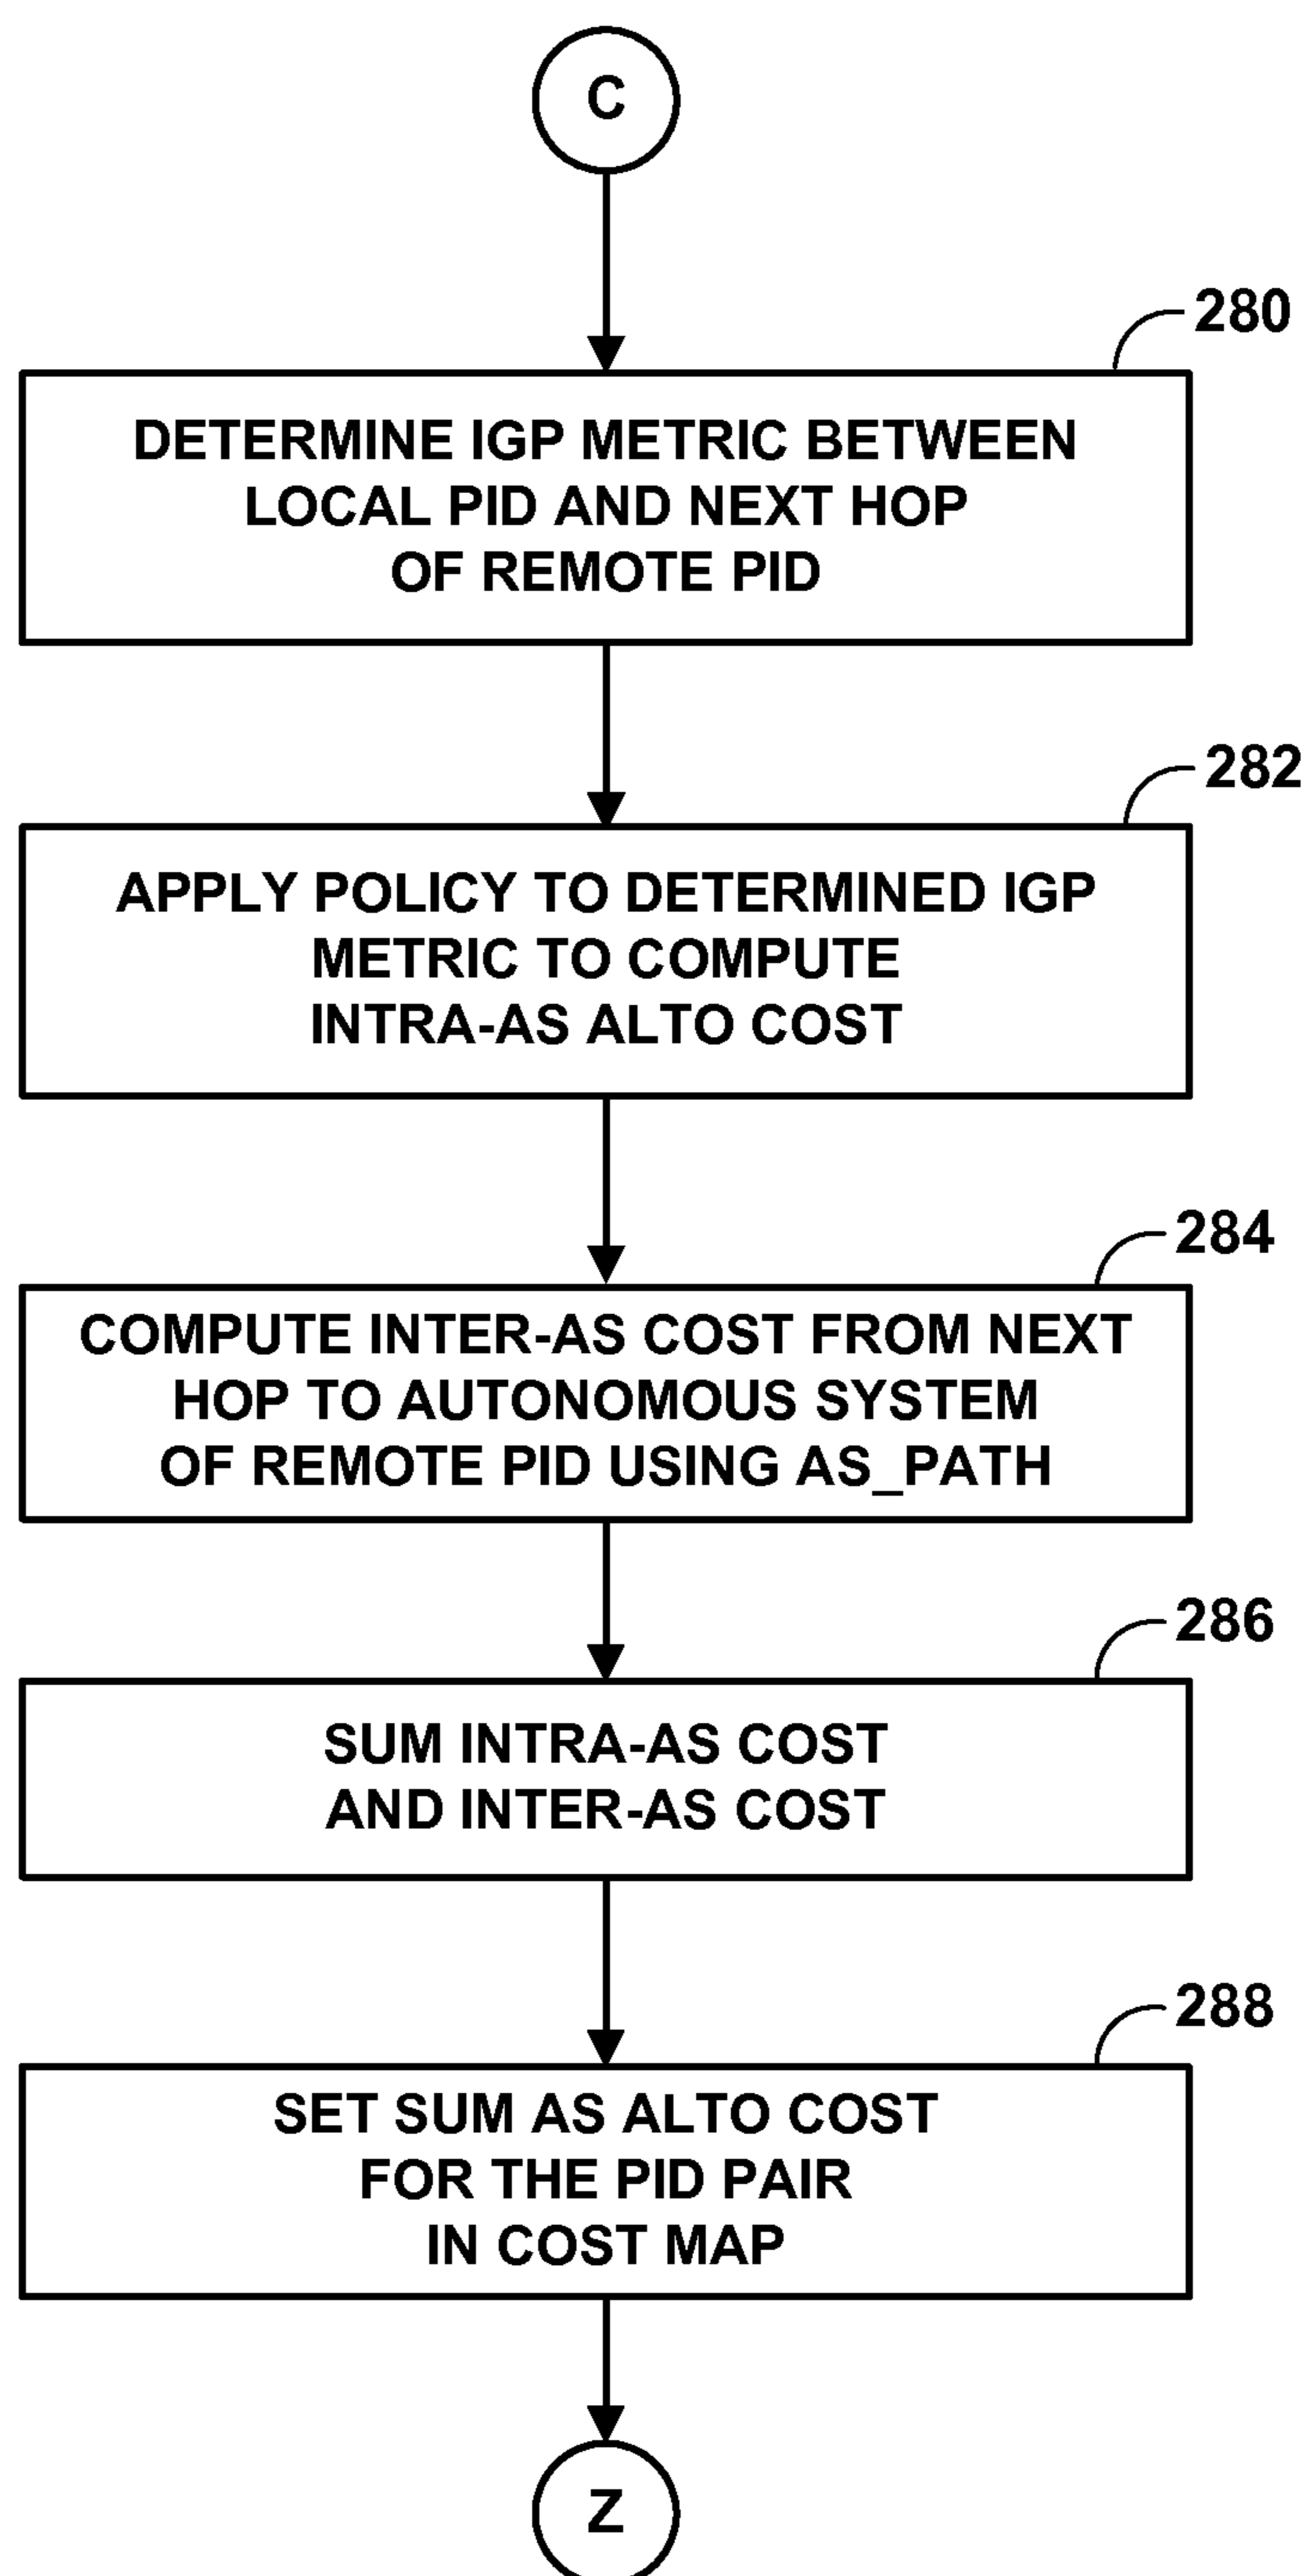 C
280
DETERMINE IGP METRIC BETWEEN
LOCAL PID AND NEXT HOP
OF REMOTE PID
282
APPLY POLICY TO DETERMINED IGP
METRIC TO COMPUTE
INTRA-AS ALTO COST
284
COMPUTE INTER-AS COST FROM NEXT
HOP TO AUTONOMOUS SYSTEM
OF REMOTE PID USING AS_PATH
286
SUM INTRA-AS COST
AND INTER-AS COST
288
SET SUM AS ALTO COST
FOR THE PID PAIR
IN COST MAP
Z